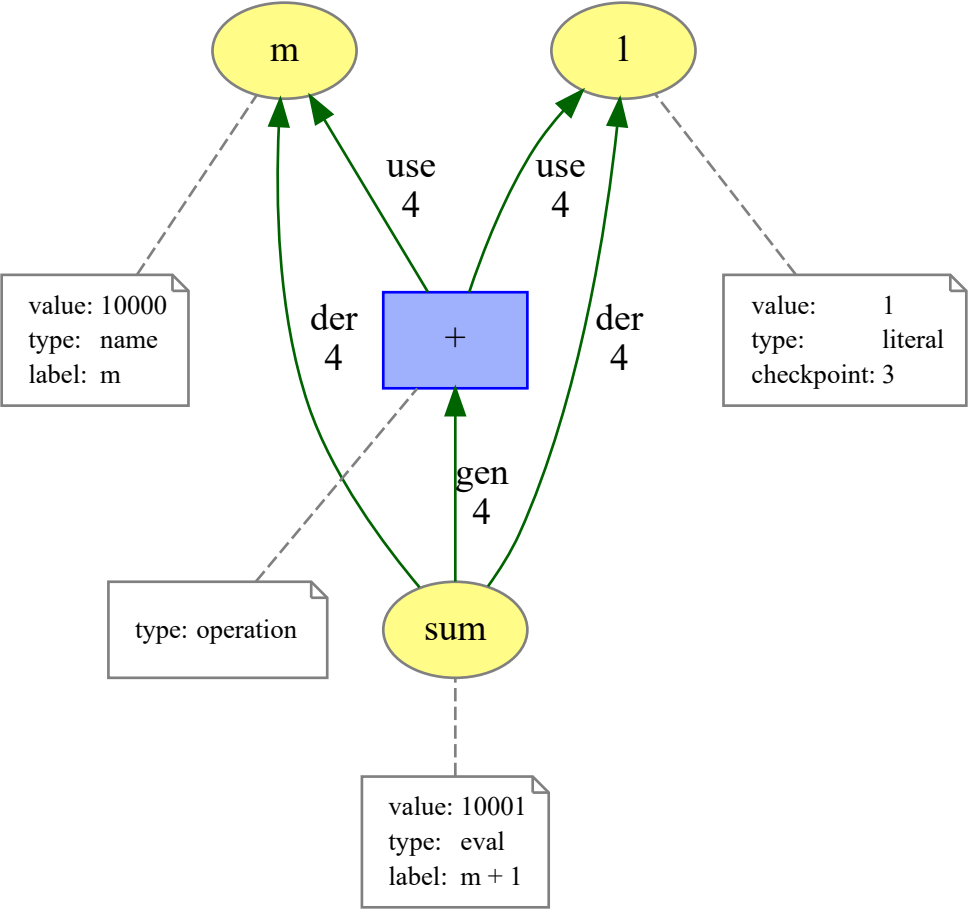 m
1
use
4
use
4
value: 10000
type: name
label: m
der
4
+
der
4
value: 1
type: literal
checkpoint: 3
gen
4
type: operation
sum
value: 10001
type: eval
label: m + 1